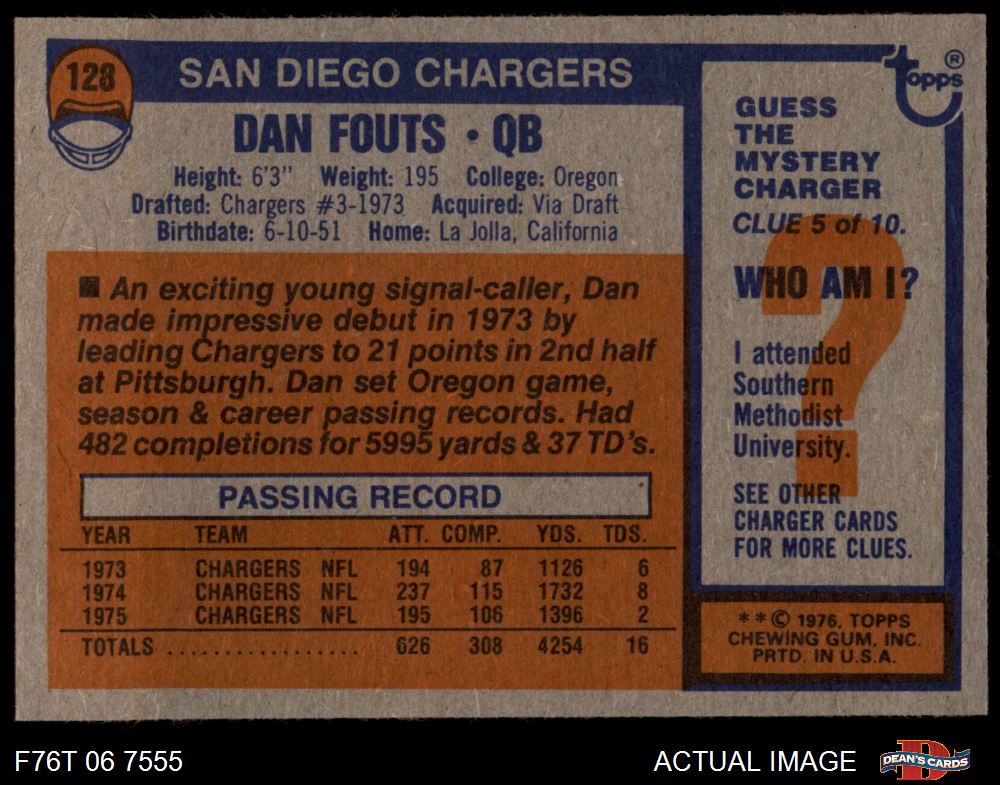 128
SAN DIEGO CHARGERS
DAN FOUTS • QB
Height: 6'3" Weight: 195 College: Oregon
Drafted: Chargers #3-1973 Acquired: Via Draft
Birthdate: 6-10-51 Home: La Jolla, California
■ An exciting young signal-caller, Dan
made impressive debut in 1973 by
leading Chargers to 21 points in 2nd half
at Pittsburgh. Dan set Oregon game,
season & career passing records. Had
482 completions for 5995 yards & 37 TD's.
PASSING RECORD
YEAR TEAM ATT. COMP. YDS. TDS.
1973 CHARGERS NFL 194 87 1126 6
1974 CHARGERS NFL 237 115 1732 8
1975 CHARGERS NFL 195 106 1396 2
TOTALS .................. 626 308 4254 16
topps ®
GUESS
THE
MYSTERY
CHARGER
CLUE 5 of 10.
WHO AM I?
?
I attended
Southern
Methodist
University.
SEE OTHER
CHARGER CARDS
FOR MORE CLUES.
* * © 1976, TOPPS
CHEWING GUM, INC.
PRTD. IN U.S.A.
F76T 06 7555
ACTUAL IMAGE
D
DEAN'S CARDS